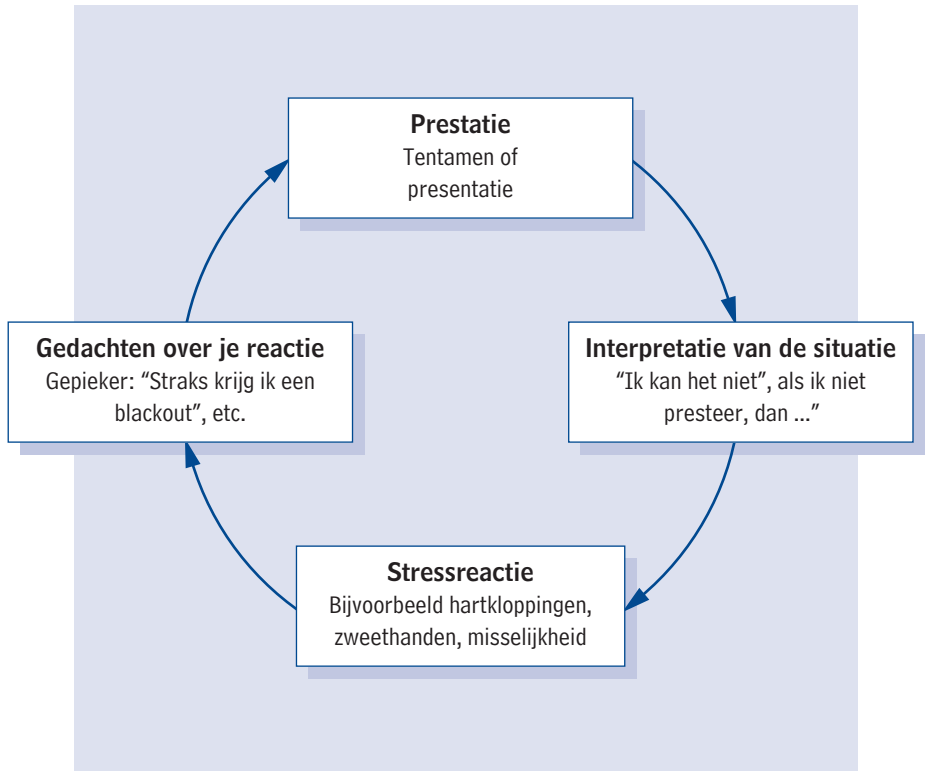 Prestatie
Tentamen of
presentatie
Interpretatie van de situatie
“Ik kan het niet”, als ik niet
presteer, dan ...”
Stressreactie
Bijvoorbeeld hartkloppingen,
zweethanden, misselijkheid
Gedachten over je reactie
Gepieker: “Straks krijg ik een
blackout”, etc.